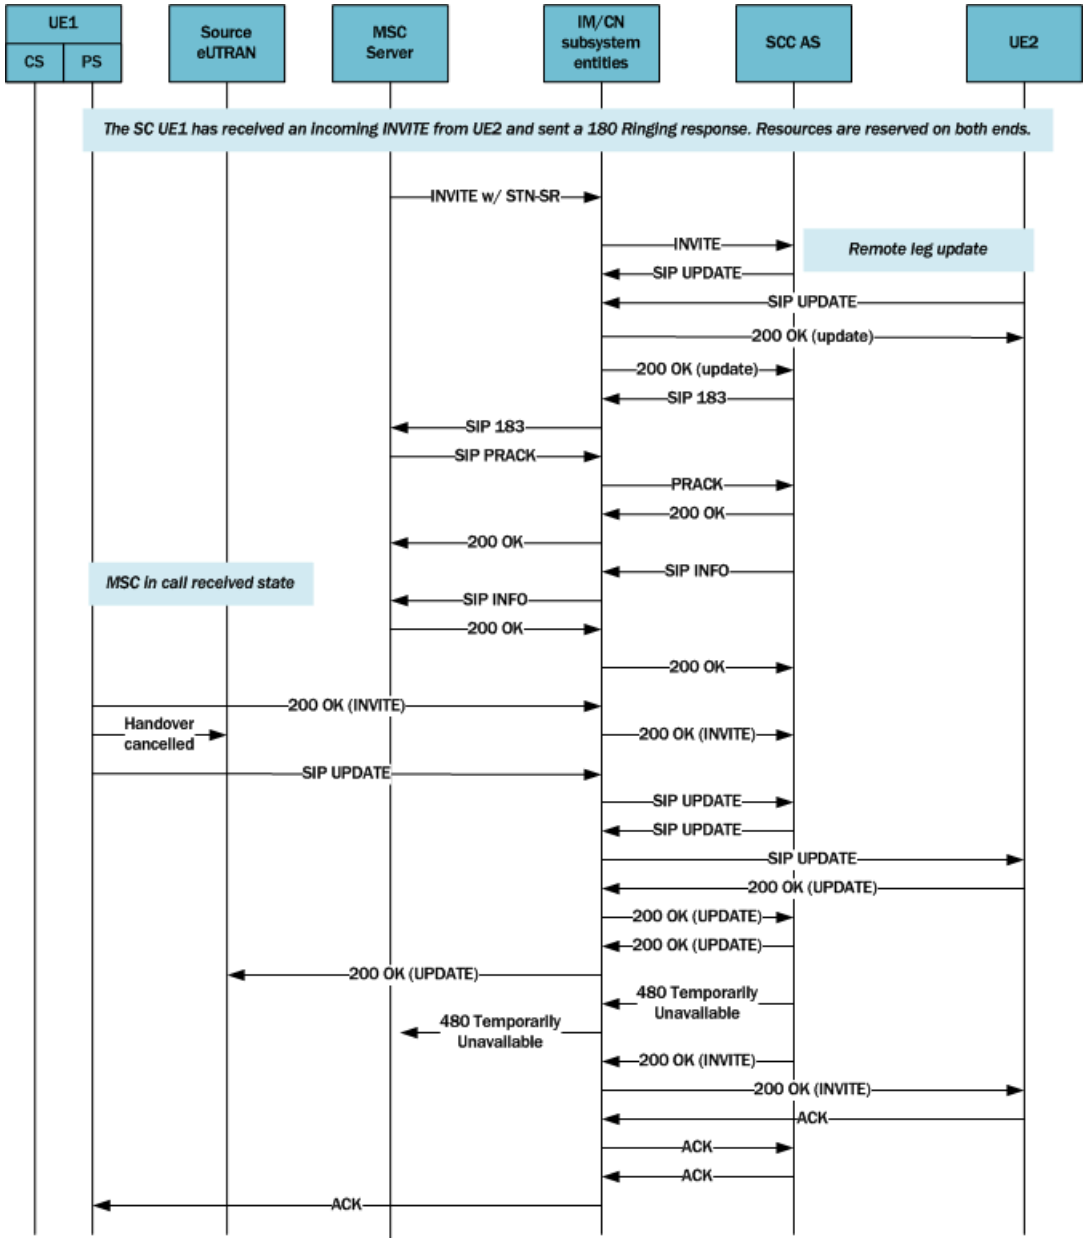 UE1
CS
PS
Source
eUTRAN
MSC
Server
IM/CN
subsystem
entities
SCC AS
UE2
The SC UE1 has received an incoming INVITE from UE2 and sent a 180 Ringing response. Resources are reserved on both ends.
INVITE w/ STN-SR
INVITE
Remote leg update
SIP UPDATE
SIP UPDATE
200 OK (update)
200 OK (update)
SIP 183
SIP 183
SIP PRACK
PRACK
200 OK
200 OK
SIP INFO
MSC in call received state
SIP INFO
200 OK
200 OK
200 OK (INVITE)
Handover
cancelled
200 OK (INVITE)
SIP UPDATE
SIP UPDATE
SIP UPDATE
SIP UPDATE
200 OK (UPDATE)
200 OK (UPDATE)
200 OK (UPDATE)
200 OK (UPDATE)
480 Temporarily
Unavailable
480 Temporarily
Unavailable
200 OK (INVITE)
200 OK (INVITE)
ACK
ACK
ACK
ACK